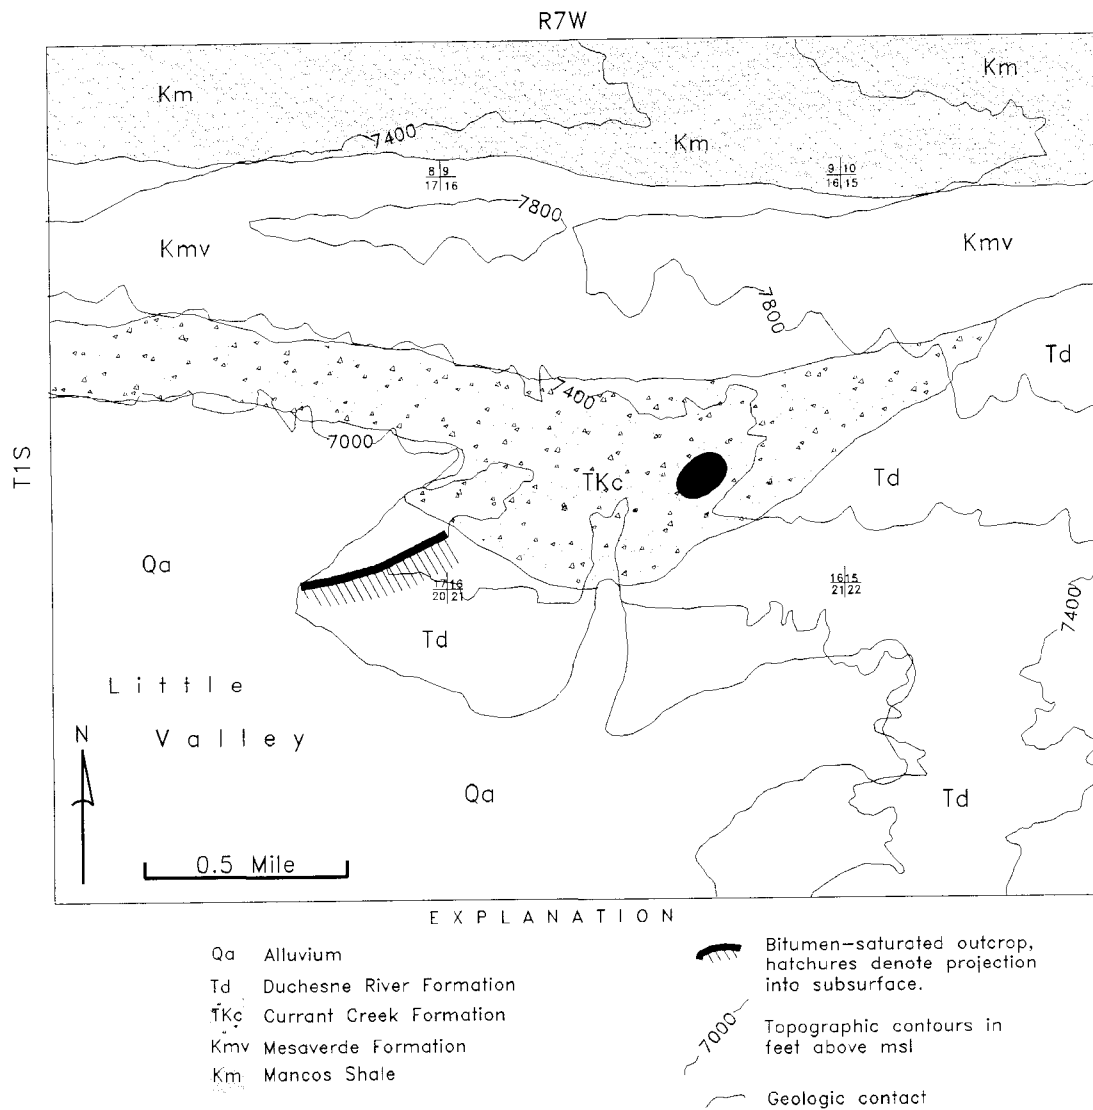 R7W
Km
Km
7400
Km
8 9
17 16
9 10
16 15
7800
Kmv
Kmv
7800
Td
7400
7000
T1S
TKc
Td
Qa
17 16
20 21
16 15
21 22
7400
Td
Little
Valley
N
Qa
Td
0.5 Mile
EXPLANATION
Qa Alluvium
Td Duchesne River Formation
TKc Currant Creek Formation
Kmv Mesaverde Formation
Km Mancos Shale
Bitumen-saturated outcrop,
hatchures denote projection
into subsurface.
7000
Topographic contours in
feet above msl
Geologic contact